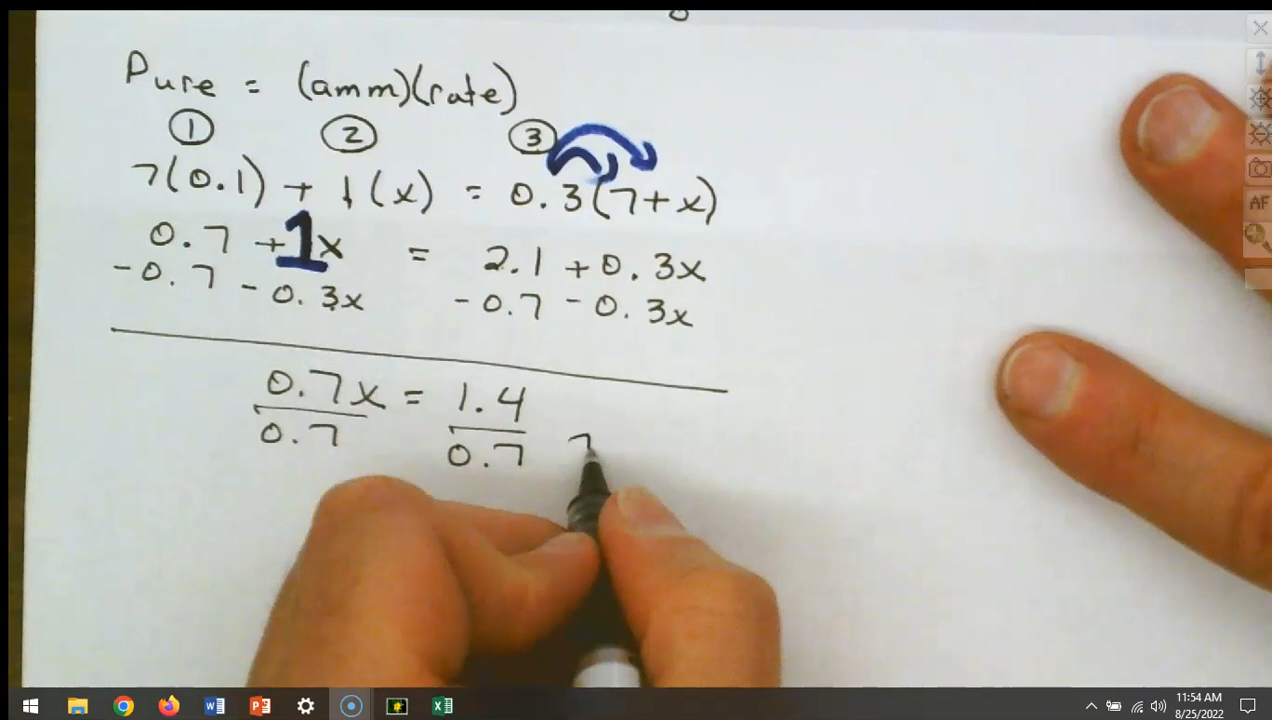 Pure = (amm)(rate)
① ② ③
7(0.1) + 1(x) = 0.3(7+x)
0.7 + 1x = 2.1 + 0.3x
-0.7 - 0.3x -0.7 - 0.3x
0.7x = 1.4
0.7 0.7
AF
11:54 AM
8/25/2022